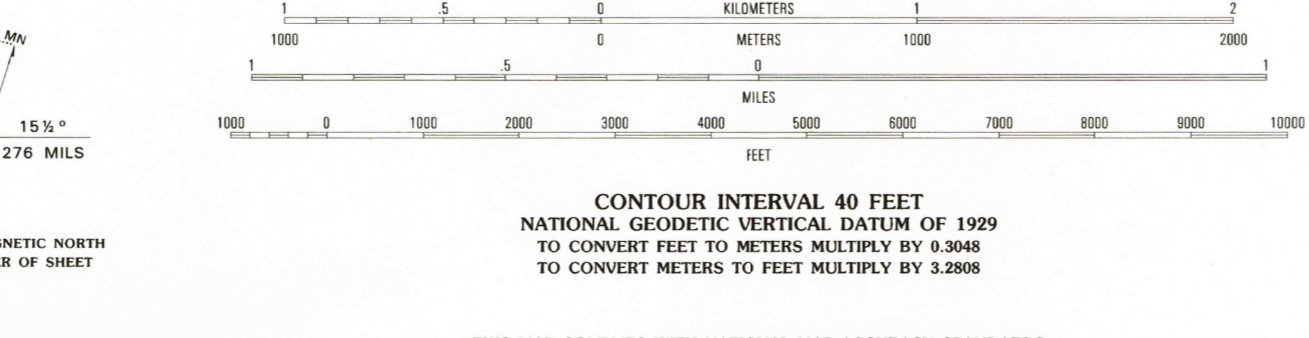 1 .5 0 KILOMETERS 1 2
1000 0 METERS 1000 2000
1 .5 0 1
MILES
1000 0 1000 2000 3000 4000 5000 6000 7000 8000 9000 10000
FEET
MN
15½°
276 MILS
GNETIC NORTH
R OF SHEET
CONTOUR INTERVAL 40 FEET
NATIONAL GEODETIC VERTICAL DATUM OF 1929
TO CONVERT FEET TO METERS MULTIPLY BY 0.3048
TO CONVERT METERS TO FEET MULTIPLY BY 3.2808